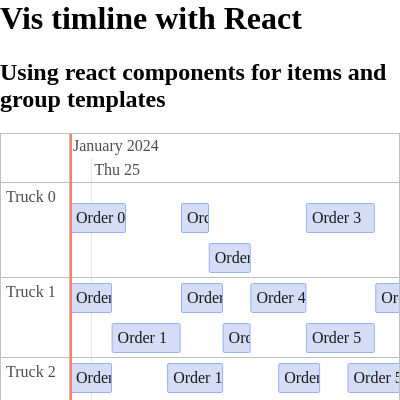 Vis timline with React
Using react components for items and
group templates
January 2024
Thu 25
Truck 0
Order 0
Ord
Order 3
Order
Truck 1
Order
Order
Order 4
Or
Order 1
Ord
Order 5
Truck 2
Order
Order 1
Order
Order 5